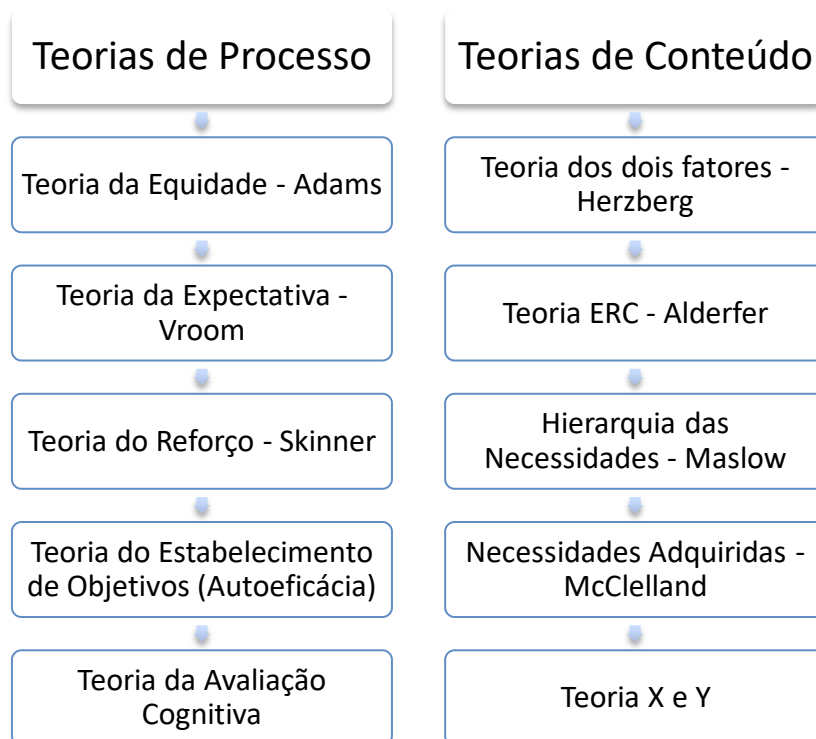 Teorias de Processo
Teoria da Equidade - Adams
Teoria da Expectativa -
Vroom
Teoria do Reforço - Skinner
Teoria do Estabelecimento
de Objetivos (Autoeficácia)
Teoria da Avaliação
Cognitiva
Teorias de Conteúdo
Teoria dos dois fatores -
Herzberg
Teoria ERC - Alderfer
Hierarquia das
Necessidades - Maslow
Necessidades Adquiridas -
McClelland
Teoria X e Y